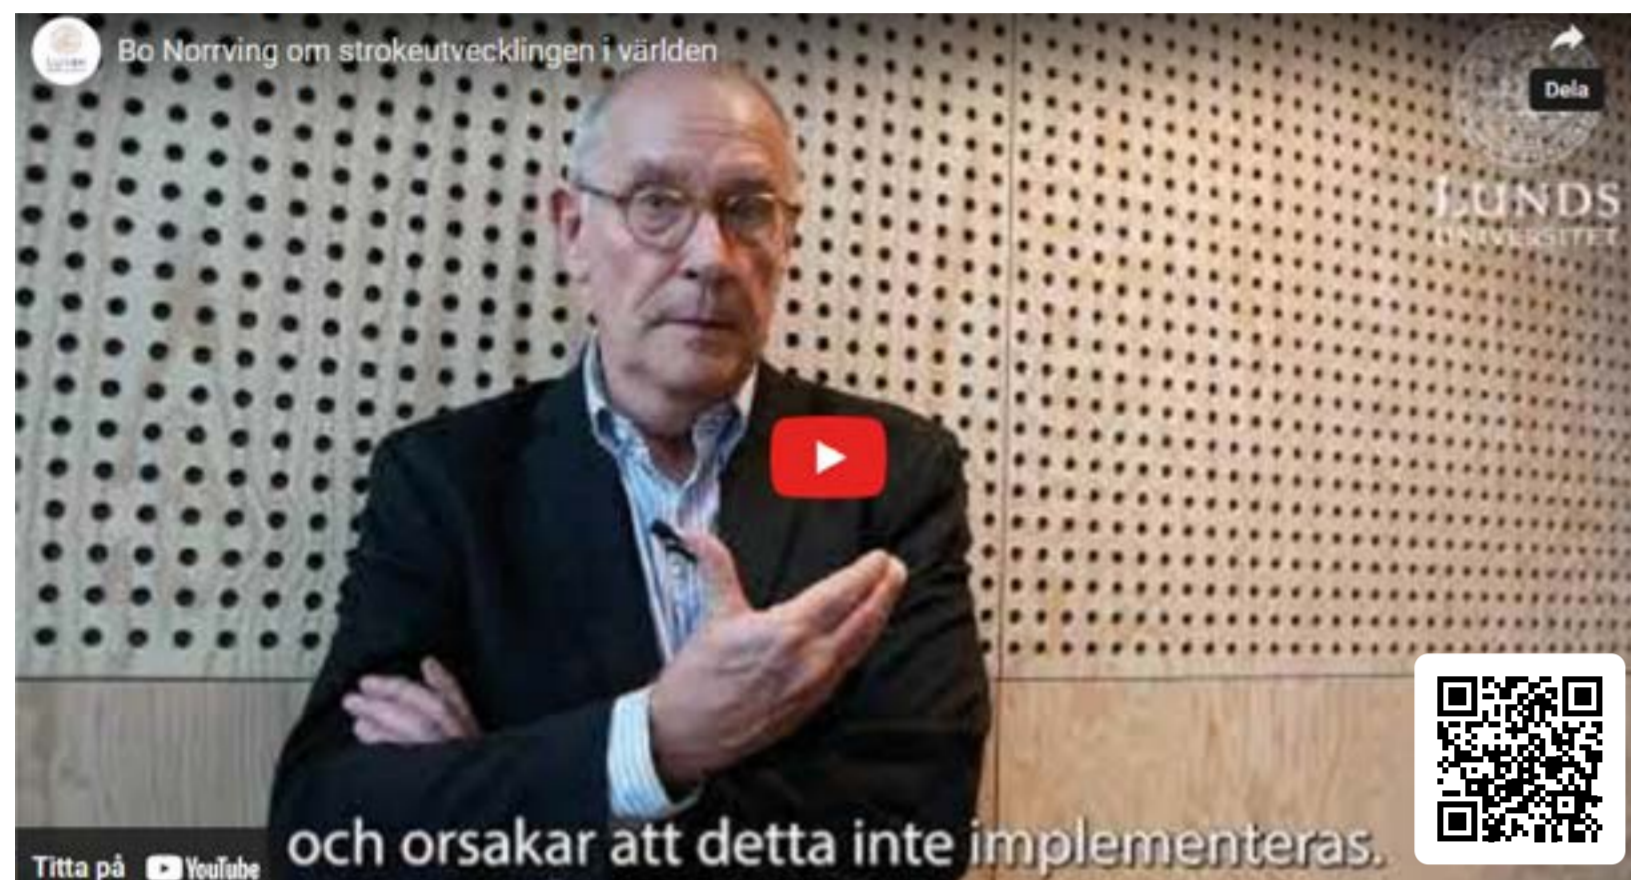 Bo Norrving om strokeutvecklingen i världen
Dela
LUNDS
UNIVERSITET
och orsakar att detta inte implementeras.
Titta på YouTube